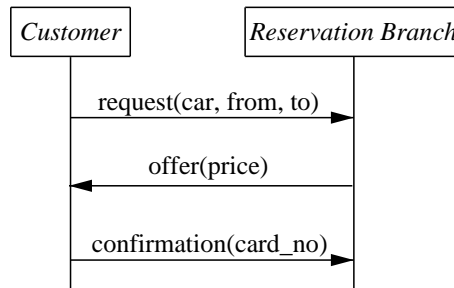 Customer
Reservation Branch
request(car, from, to)
offer(price)
confirmation(card_no)